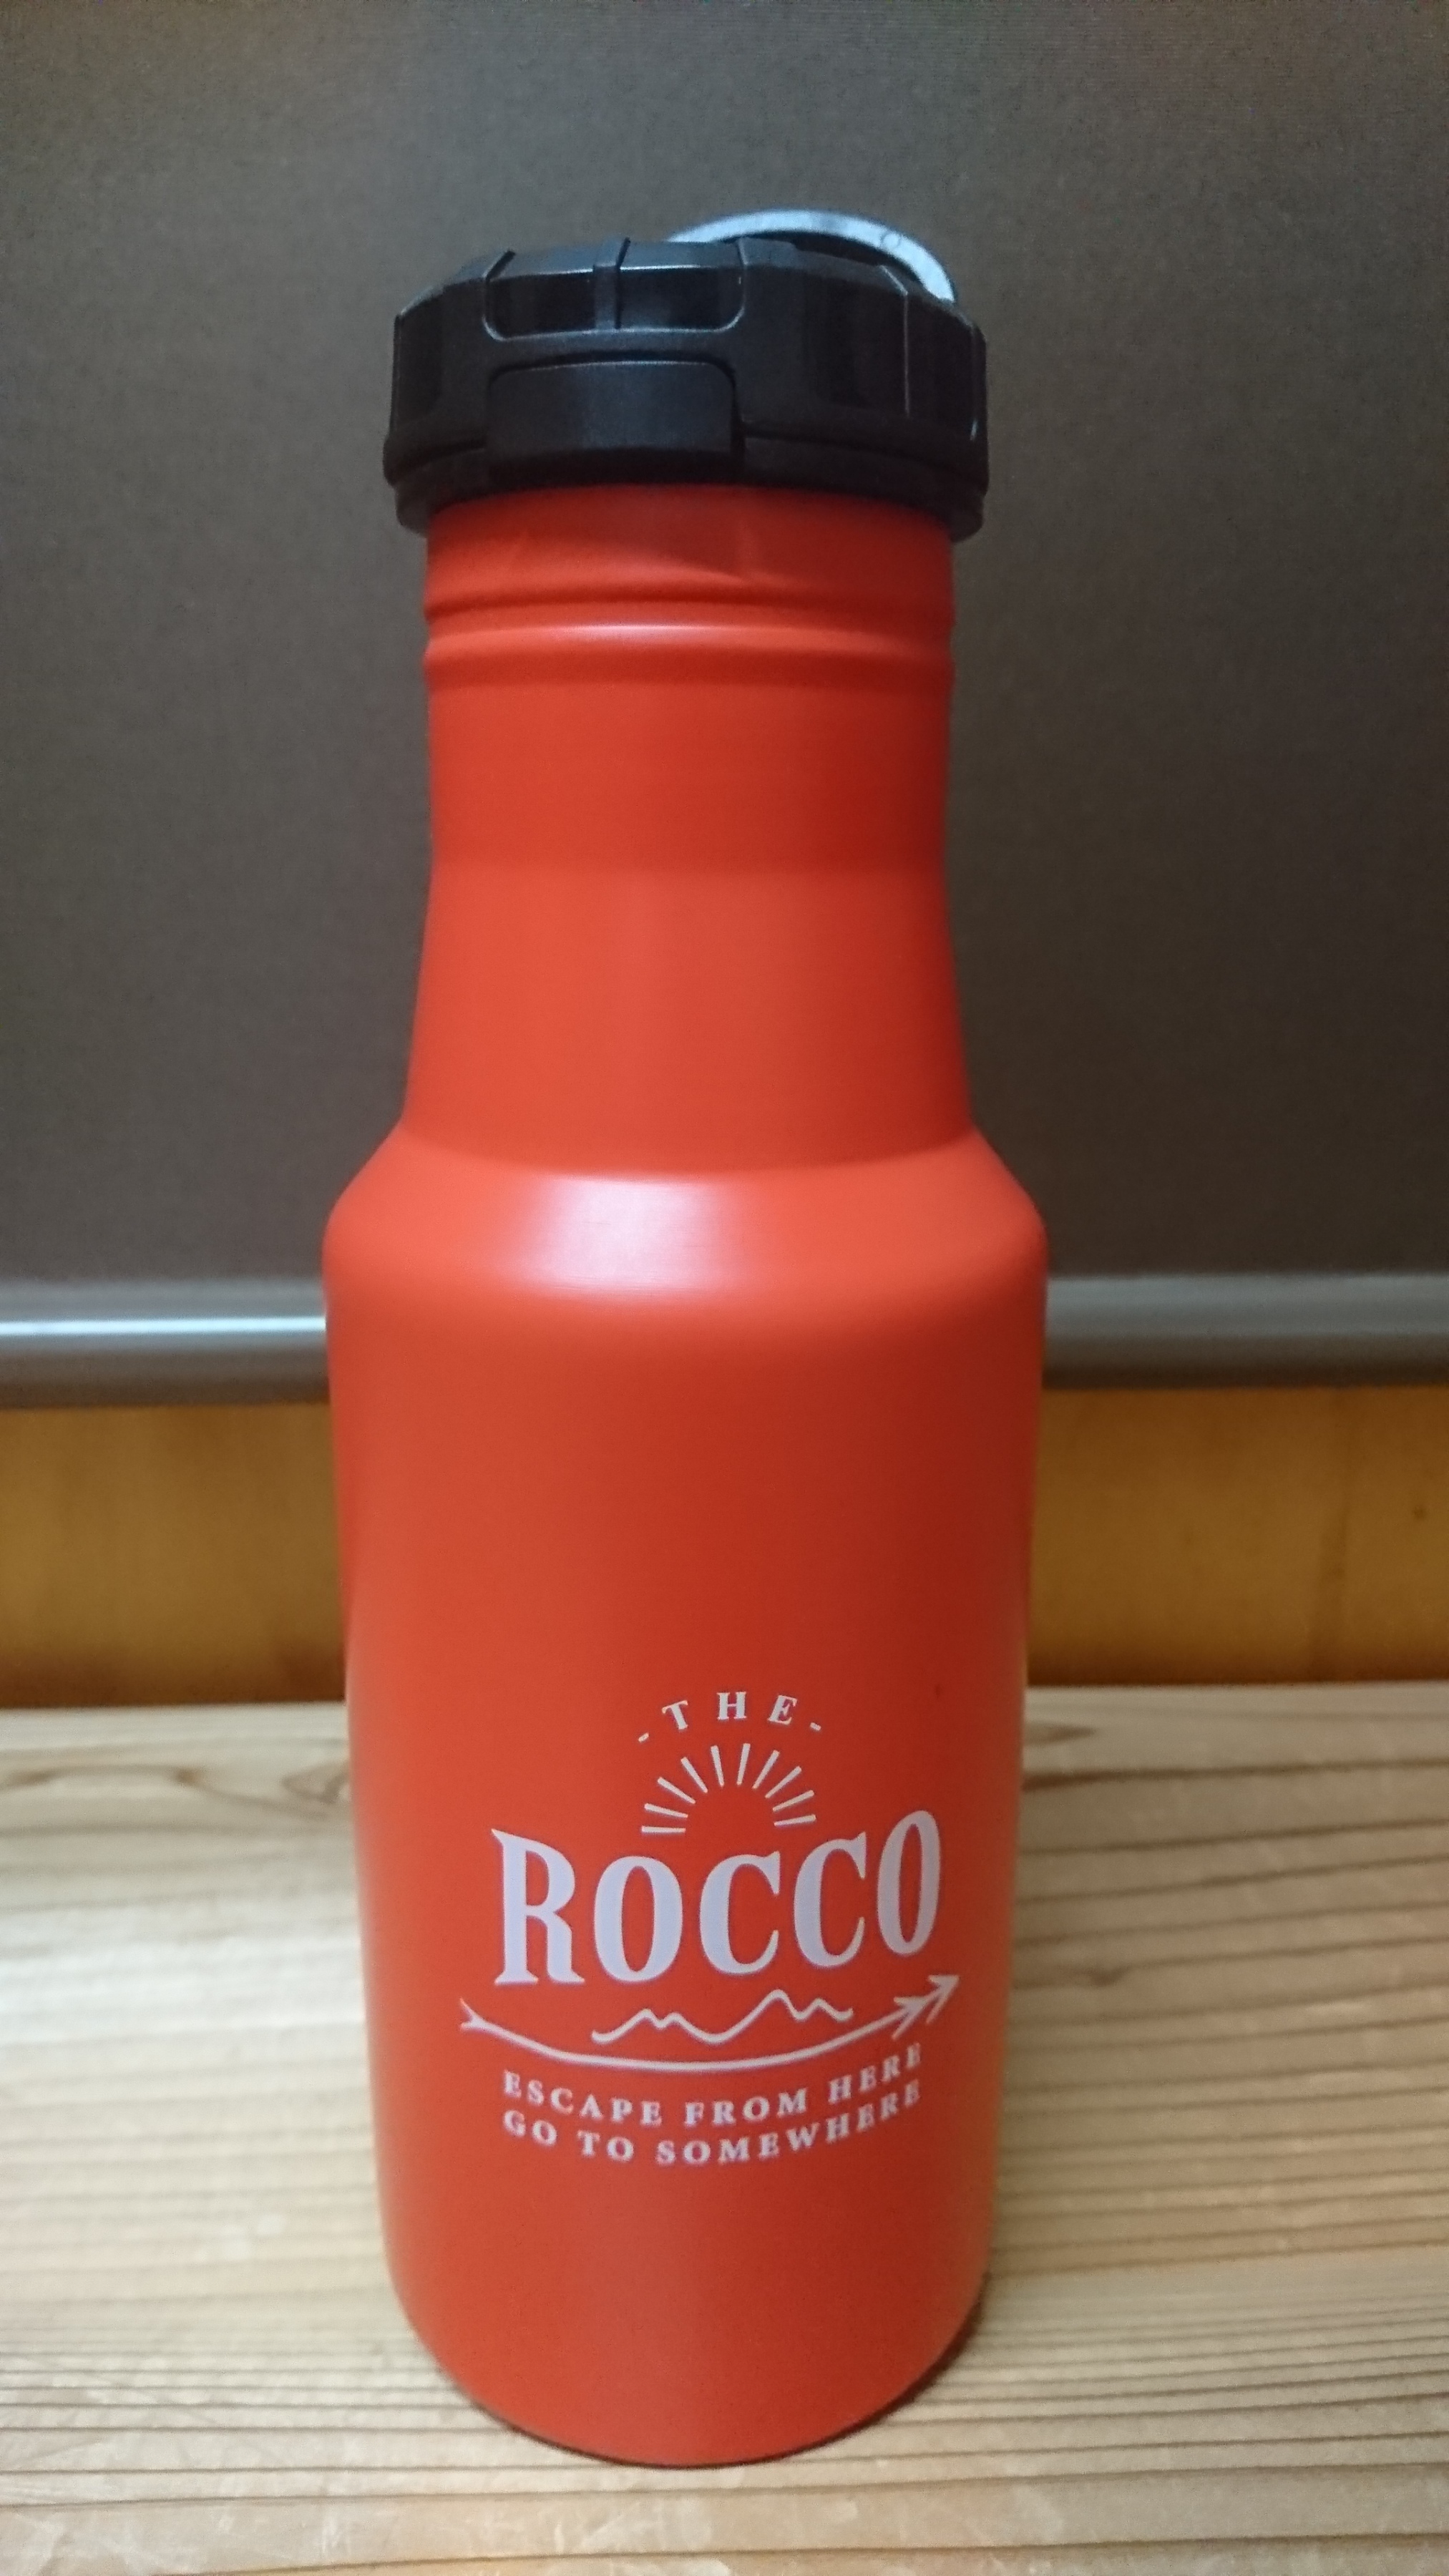 -THE-
ROCCO
ESCAPE FROM HERE
GO TO SOMEWHERE